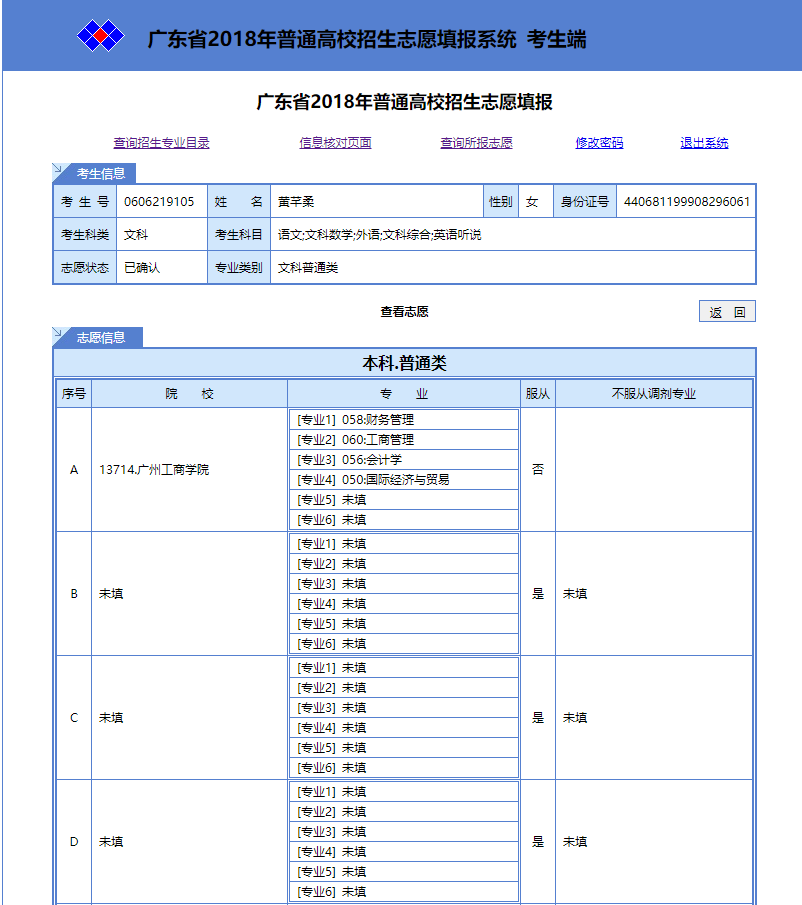 广东省2018年普通高校招生志愿填报系统 考生端
广东省2018年普通高校招生志愿填报
查询招生专业目录 信息核对页面 查询所报志愿 修改密码 退出系统
考生信息
考 生 号 0606219105 姓 名 黄芊柔 性别 女 身份证号 440681199908296061
考生科类 文科 考生科目 语文;文科数学;外语;文科综合;英语听说
志愿状态 已确认 专业类别 文科普通类
查看志愿 返 回
志愿信息
本科.普通类
序号 院 校 专 业 服从 不服从调剂专业
[专业1] 058:财务管理
[专业2] 060:工商管理
[专业3] 056:会计学
A 13714.广州工商学院 否
[专业4] 050:国际经济与贸易
[专业5] 未填
[专业6] 未填
[专业1] 未填
[专业2] 未填
[专业3] 未填
B 未填 是 未填
[专业4] 未填
[专业5] 未填
[专业6] 未填
[专业1] 未填
[专业2] 未填
[专业3] 未填
C 未填 是 未填
[专业4] 未填
[专业5] 未填
[专业6] 未填
[专业1] 未填
[专业2] 未填
[专业3] 未填
D 未填 是 未填
[专业4] 未填
[专业5] 未填
[专业6] 未填